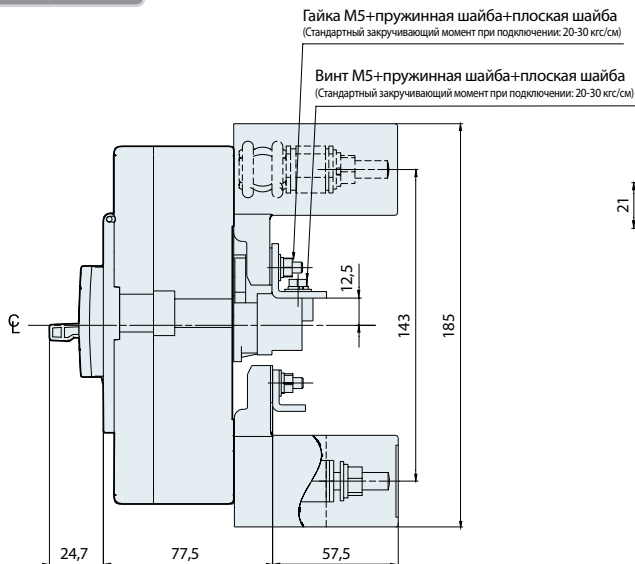 Гайка М5+пружинная шайба+плоская шайба
(Стандартный закручивающий момент при подключении: 20-30 кгс/см)
Винт М5+пружинная шайба+плоская шайба
(Стандартный закручивающий момент при подключении: 20-30 кгс/см)
21
12,5
143
185
24,7
77,5
57,5